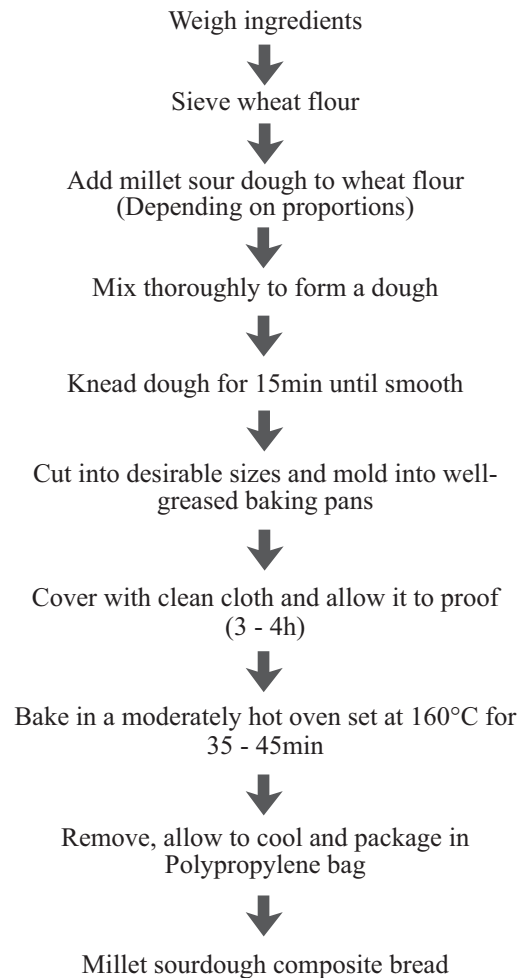 Weigh ingredients
Sieve wheat flour
Add millet sour dough to wheat flour
(Depending on proportions)
Mix thoroughly to form a dough
Knead dough for 15min until smooth
Cut into desirable sizes and mold into well-
greased baking pans
Cover with clean cloth and allow it to proof
(3 - 4h)
Bake in a moderately hot oven set at 160°C for
35 - 45min
Remove, allow to cool and package in
Polypropylene bag
Millet sourdough composite bread